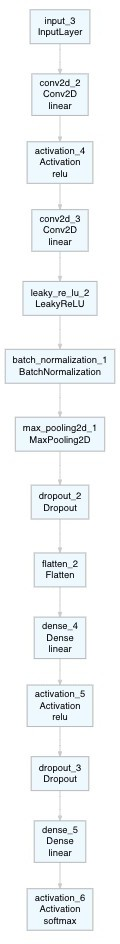 input_3
InputLayer
conv2d_2
Conv2D
linear
activation_4
Activation
relu
conv2d_3
Conv2D
linear
leaky_re_lu_2
LeakyReLU
batch_normalization_1
BatchNormalization
max_pooling2d_1
MaxPooling2D
dropout_2
Dropout
flatten_2
Flatten
dense_4
Dense
linear
activation_5
Activation
relu
dropout_3
Dropout
dense_5
Dense
linear
activation_6
Activation
softmax